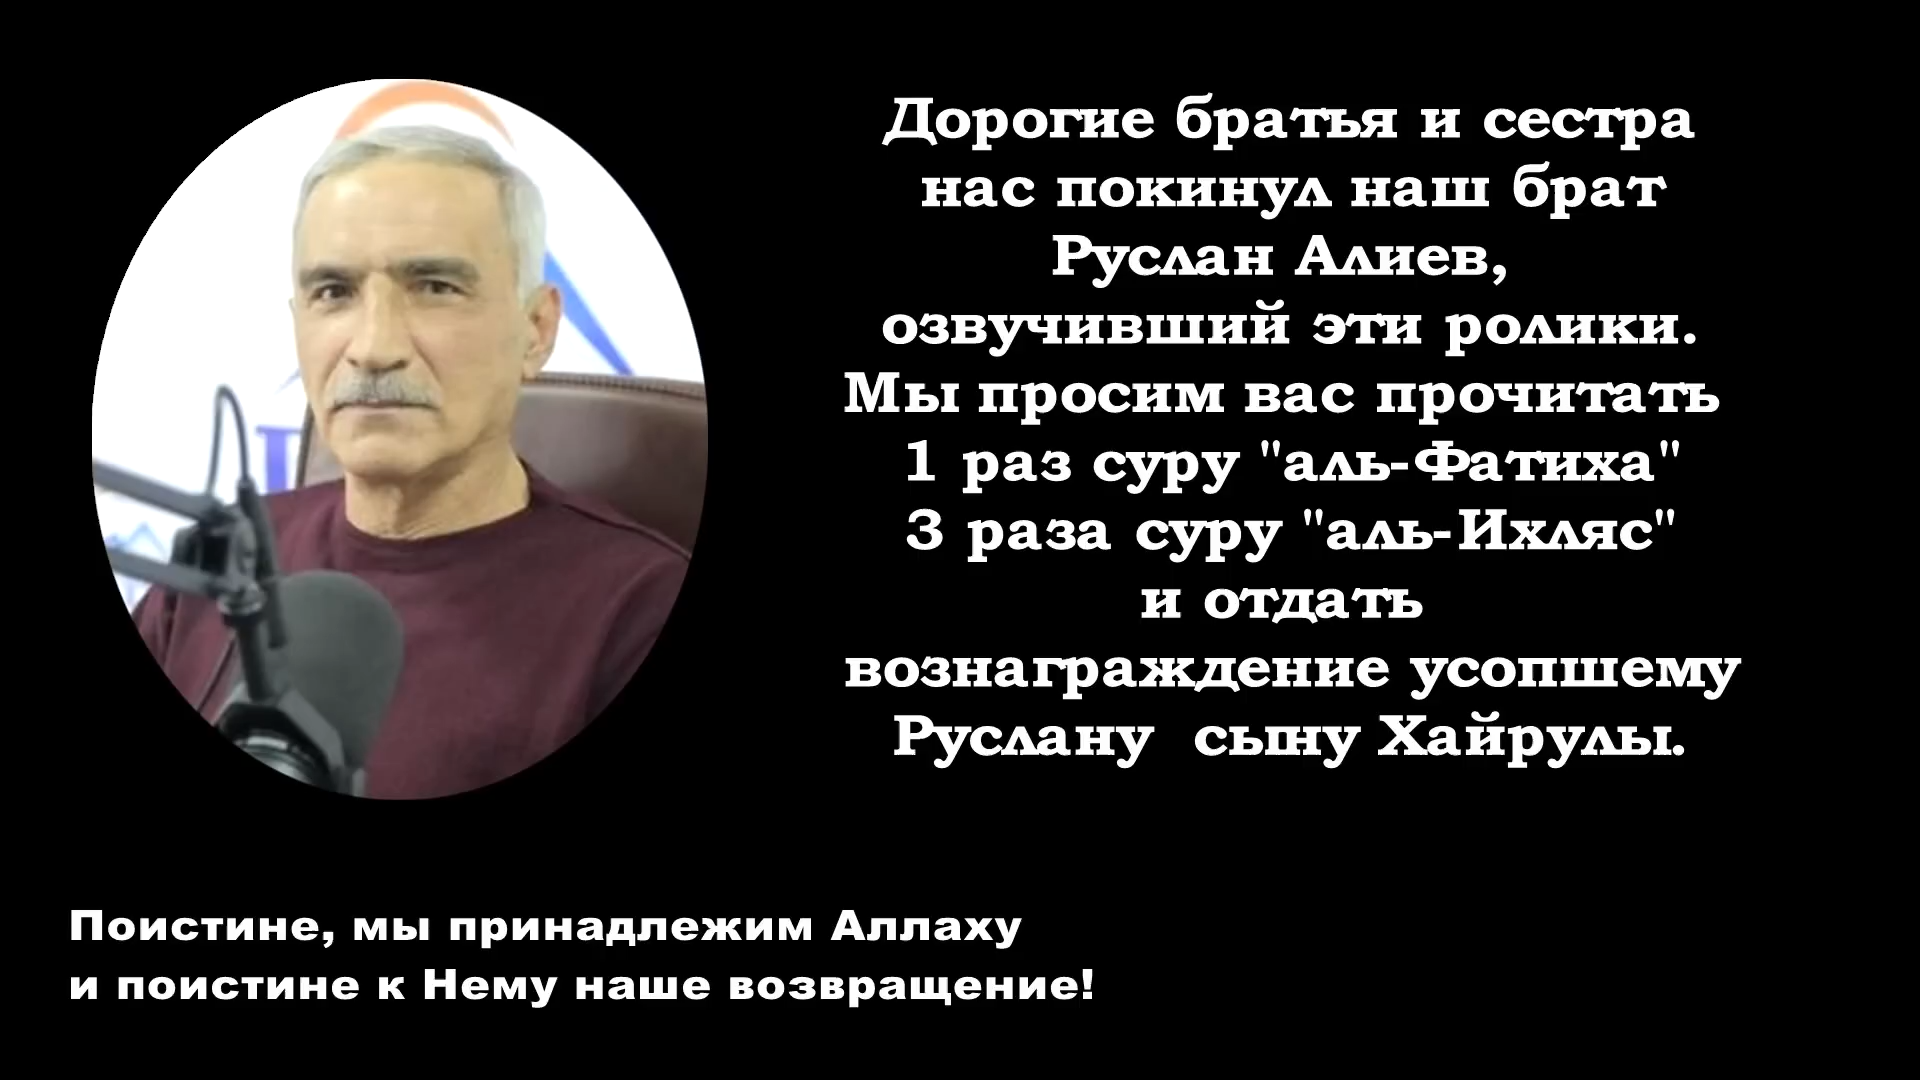 Дорогие братья и сестра
нас покинул наш брат
Руслан Алиев,
озвучивший эти ролики.
Мы просим вас прочитать
1 раз суру "аль-Фатиха"
3 раза суру "аль-Ихляс"
и отдать
вознаграждение усопшему
Руслану сыну Хайрулы.
Поистине, мы принадлежим Аллаху
и поистине к Нему наше возвращение!